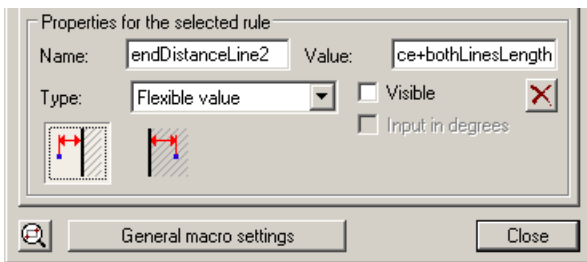 Properties for the selected rule
Name: endDistanceLine2 Value: ce+bothLinesLength
Type: Flexible value Visible
Input in degrees
General macro settings Close